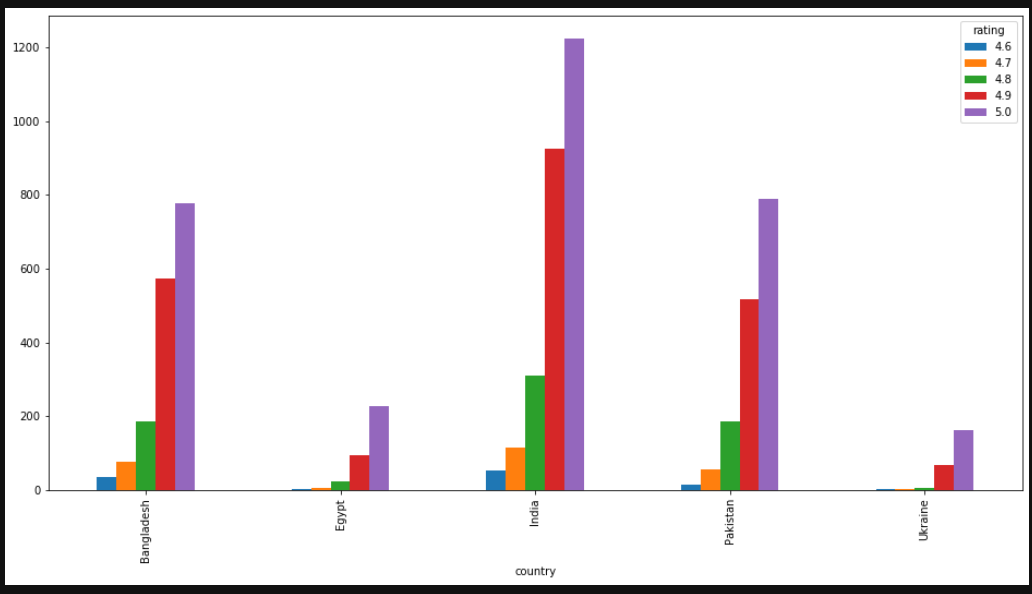 rating
4.6
4.7
4.8
4.9
5.0
1200
1000
800
600
400
200
0
Bangladesh
Egypt
India
Pakistan
Ukraine
country